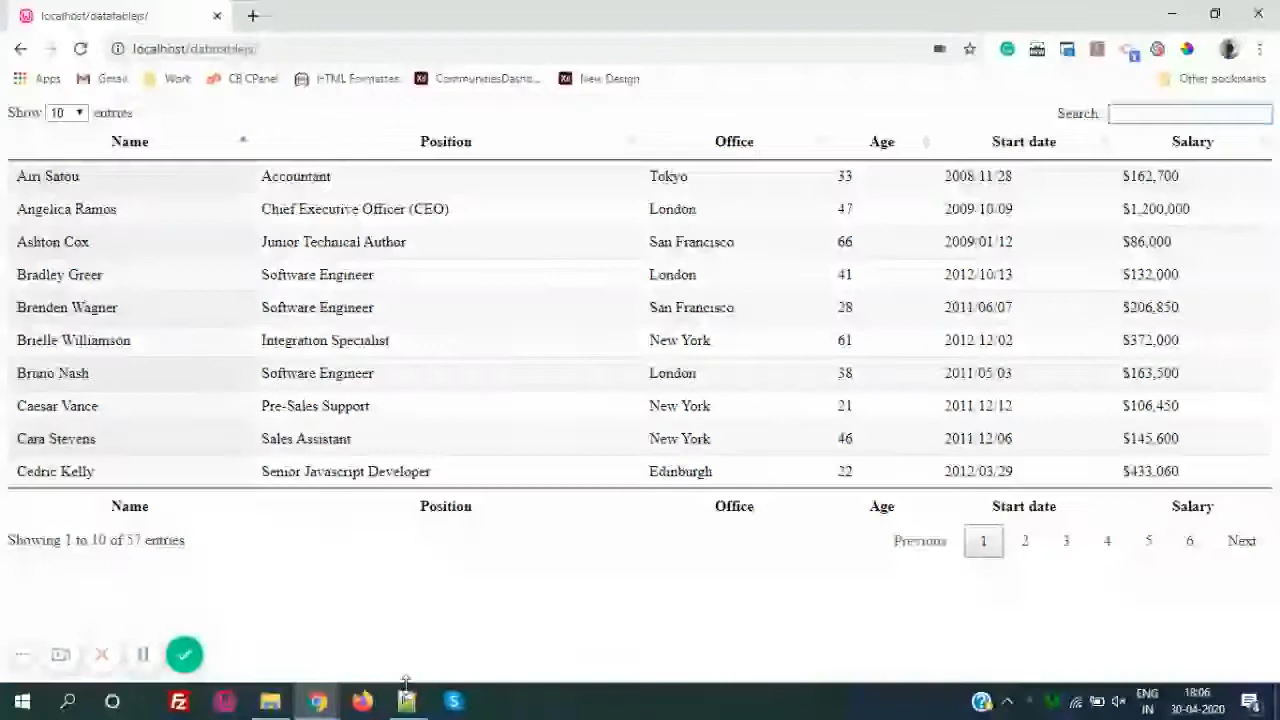 localhost/datatablejs/
localhost/datatablejs/
Apps Gmail Work CB CPanel HTML Formatter CommunitiesDashb... New Design Other bookmarks
Show 10 entries Search:
Name Position Office Age Start date Salary
Airi Satou Accountant Tokyo 33 2008/11/28 $162,700
Angelica Ramos Chief Executive Officer (CEO) London 47 2009/10/09 $1,200,000
Ashton Cox Junior Technical Author San Francisco 66 2009/01/12 $86,000
Bradley Greer Software Engineer London 41 2012/10/13 $132,000
Brenden Wagner Software Engineer San Francisco 28 2011/06/07 $206,850
Brielle Williamson Integration Specialist New York 61 2012/12/02 $372,000
Bruno Nash Software Engineer London 38 2011/05/03 $163,500
Caesar Vance Pre-Sales Support New York 21 2011/12/12 $106,450
Cara Stevens Sales Assistant New York 46 2011/12/06 $145,600
Cedric Kelly Senior Javascript Developer Edinburgh 22 2012/03/29 $433,060
Name Position Office Age Start date Salary
Showing 1 to 10 of 57 entries Previous 1 2 3 4 5 6 Next
ENG 18:06
IN 30-04-2020